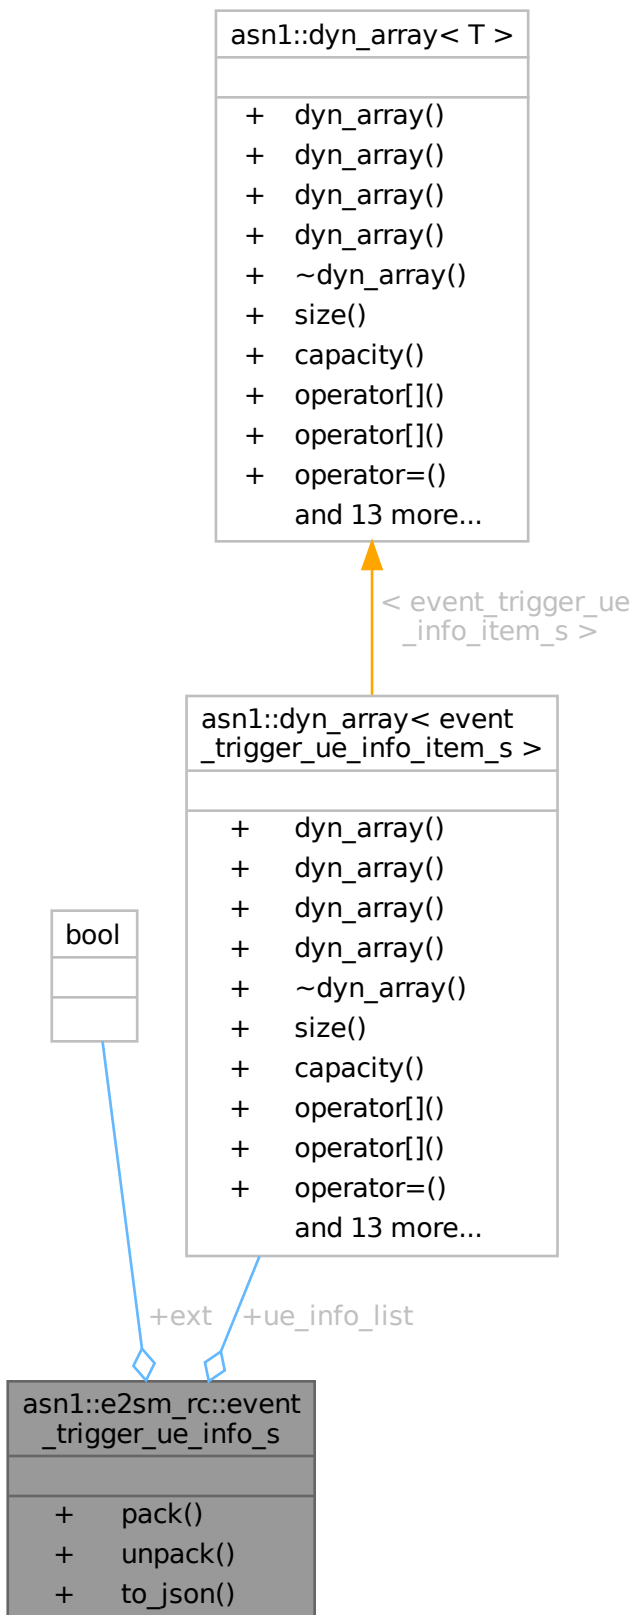 asn1::dyn_array< T >
+ dyn_array()
+ dyn_array()
+ dyn_array()
+ dyn_array()
+ ~dyn_array()
+ size()
+ capacity()
+ operator[]()
+ operator[]()
+ operator=()
and 13 more...
< event_trigger_ue
_info_item_s >
asn1::dyn_array< event
_trigger_ue_info_item_s >
+ dyn_array()
+ dyn_array()
+ dyn_array()
+ dyn_array()
+ ~dyn_array()
+ size()
+ capacity()
+ operator[]()
+ operator[]()
+ operator=()
and 13 more...
bool
+ext
+ue_info_list
asn1::e2sm_rc::event
_trigger_ue_info_s
+ pack()
+ unpack()
+ to_json()